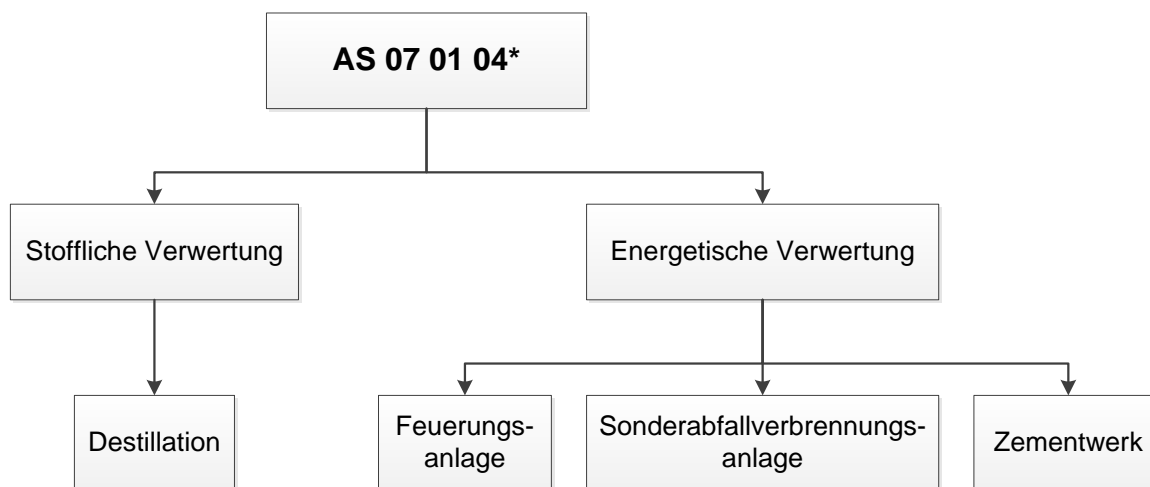 AS 07 01 04*
Stoffliche Verwertung
Energetische Verwertung
Destillation
Feuerungs-
anlage
Sonderabfallverbrennungs-
anlage
Zementwerk